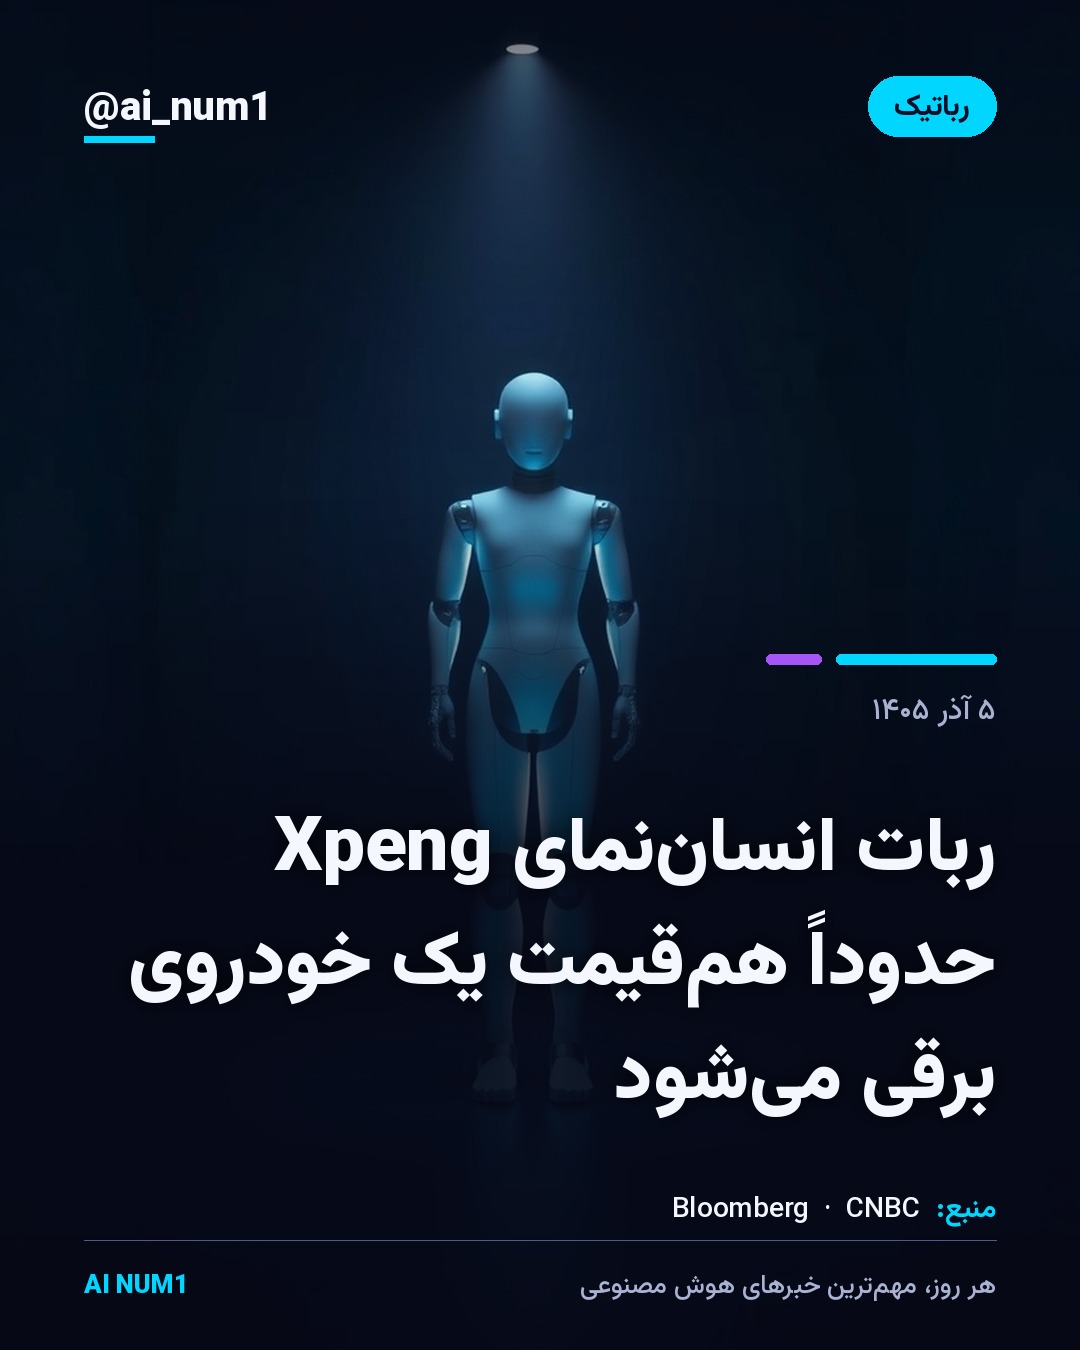 @ai_num1
رباتیک
۵ آذر ۱۴۰۵
ربات انسان‌نمای Xpeng
حدوداً هم‌قیمت یک خودروی
برقی می‌شود
منبع: CNBC · Bloomberg
هر روز، مهم‌ترین خبرهای هوش مصنوعی
AI NUM1